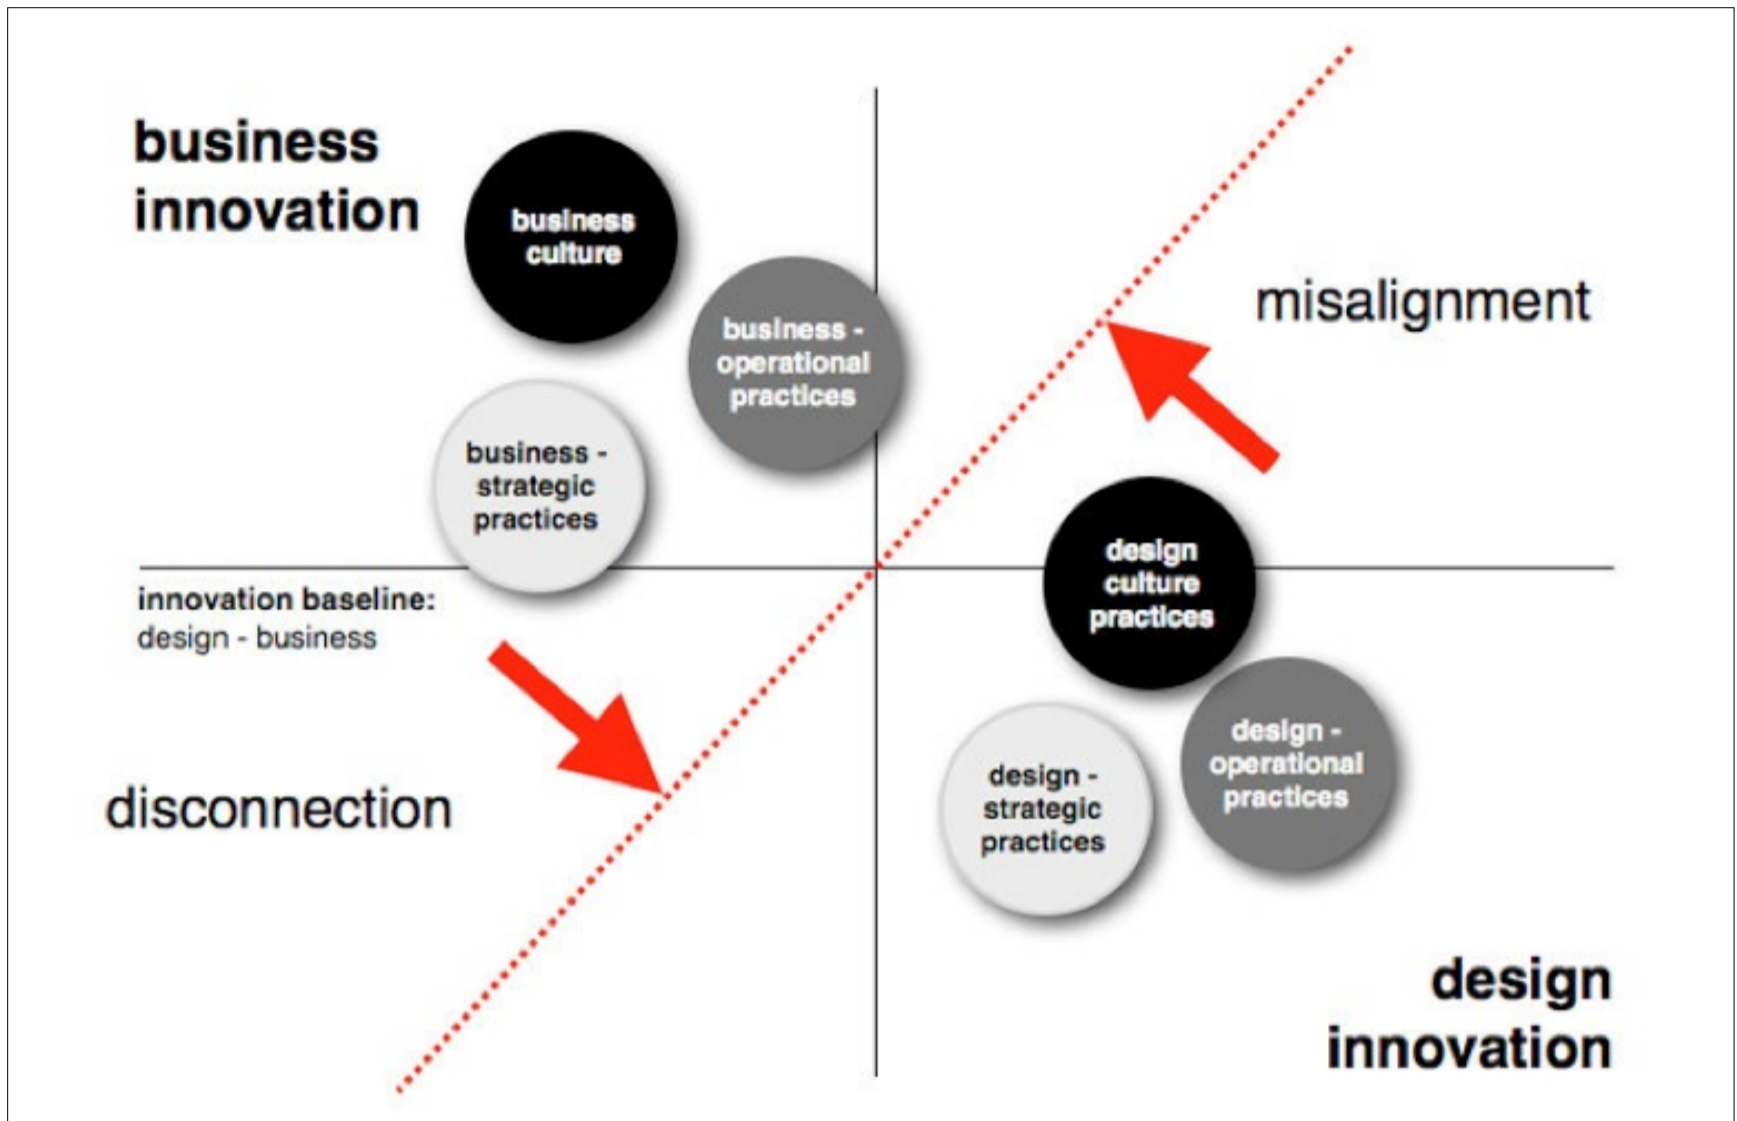 business
innovation
business
culture
business -
operational
practices
misalignment
business -
strategic
practices
design
culture
practices
innovation baseline:
design - business
design -
operational
practices
disconnection
design -
strategic
practices
design
innovation